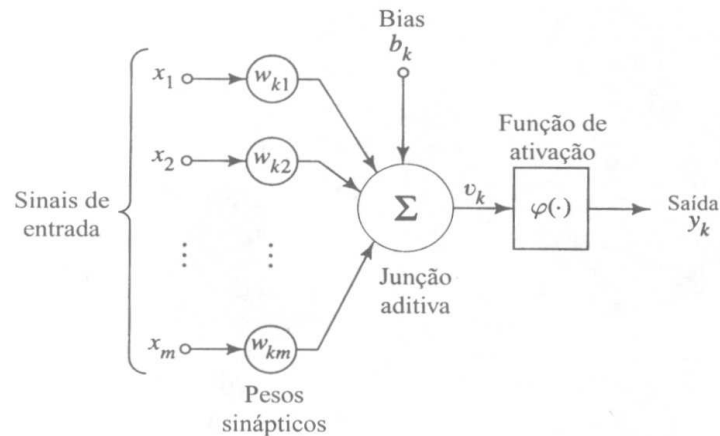 Bias
b_k
x_1
w_k1
x_2
w_k2
Sinais de
entrada
⋮
⋮
x_m
w_km
Pesos
sinápticos
Σ
Junção
aditiva
v_k
Função de
ativação
φ(·)
Saída
y_k